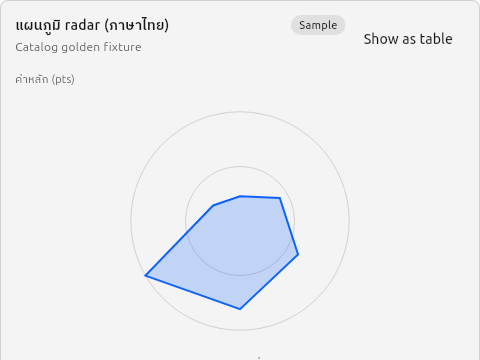 แผนภูมิ radar (ภาษาไทย)
Sample
Show as table
Catalog golden fixture
ค่าหลัก (pts)